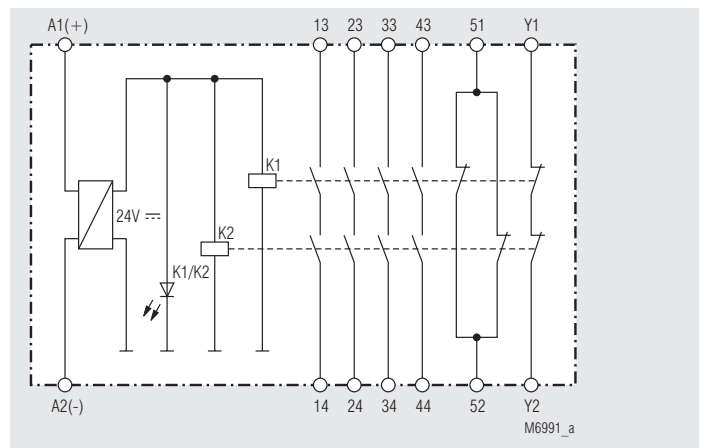 A1(+) 13 23 33 43 51 Y1
K1
24V ⎓
K2
K1/K2
A2(-) 14 24 34 44 52 Y2
M6991_a